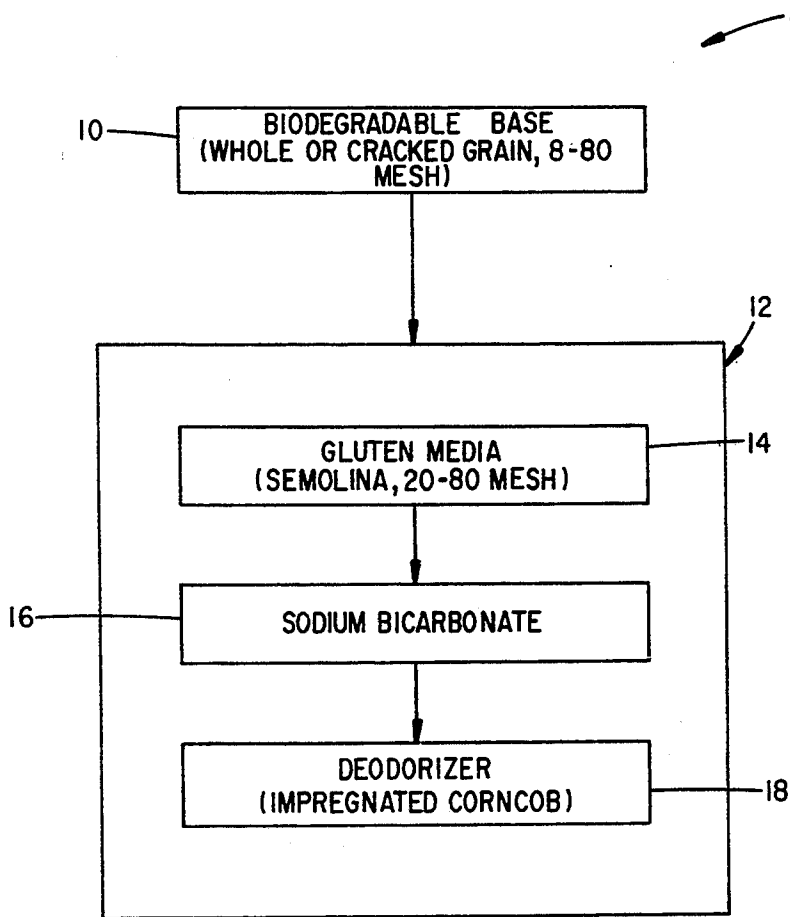 10
BIODEGRADABLE BASE
(WHOLE OR CRACKED GRAIN, 8-80
MESH)
12
GLUTEN MEDIA
(SEMOLINA, 20-80 MESH)
14
16
SODIUM BICARBONATE
DEODORIZER
(IMPREGNATED CORNCOB)
18